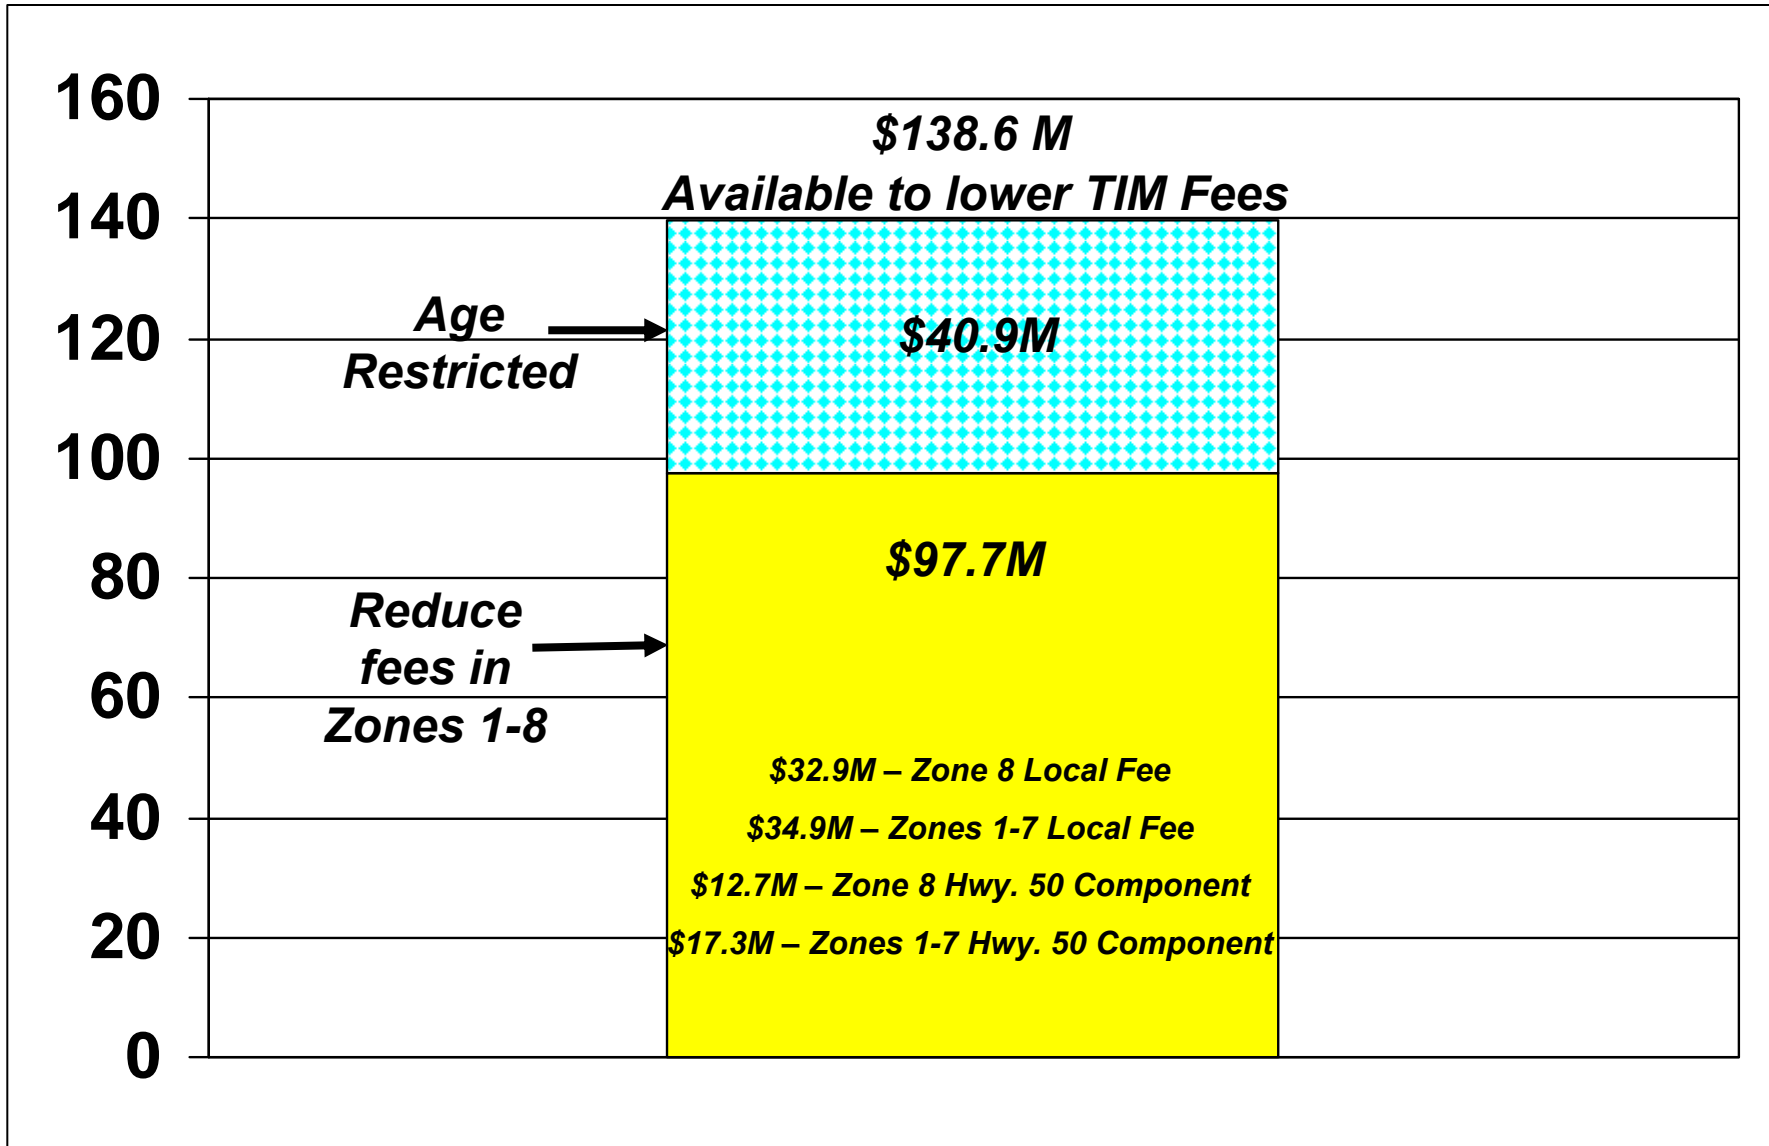 160
140
120
100
80
60
40
20
0
$138.6 M
Available to lower TIM Fees
Age
Restricted
$40.9M
$97.7M
Reduce
fees in
Zones 1-8
$32.9M – Zone 8 Local Fee
$34.9M – Zones 1-7 Local Fee
$12.7M – Zone 8 Hwy. 50 Component
$17.3M – Zones 1-7 Hwy. 50 Component